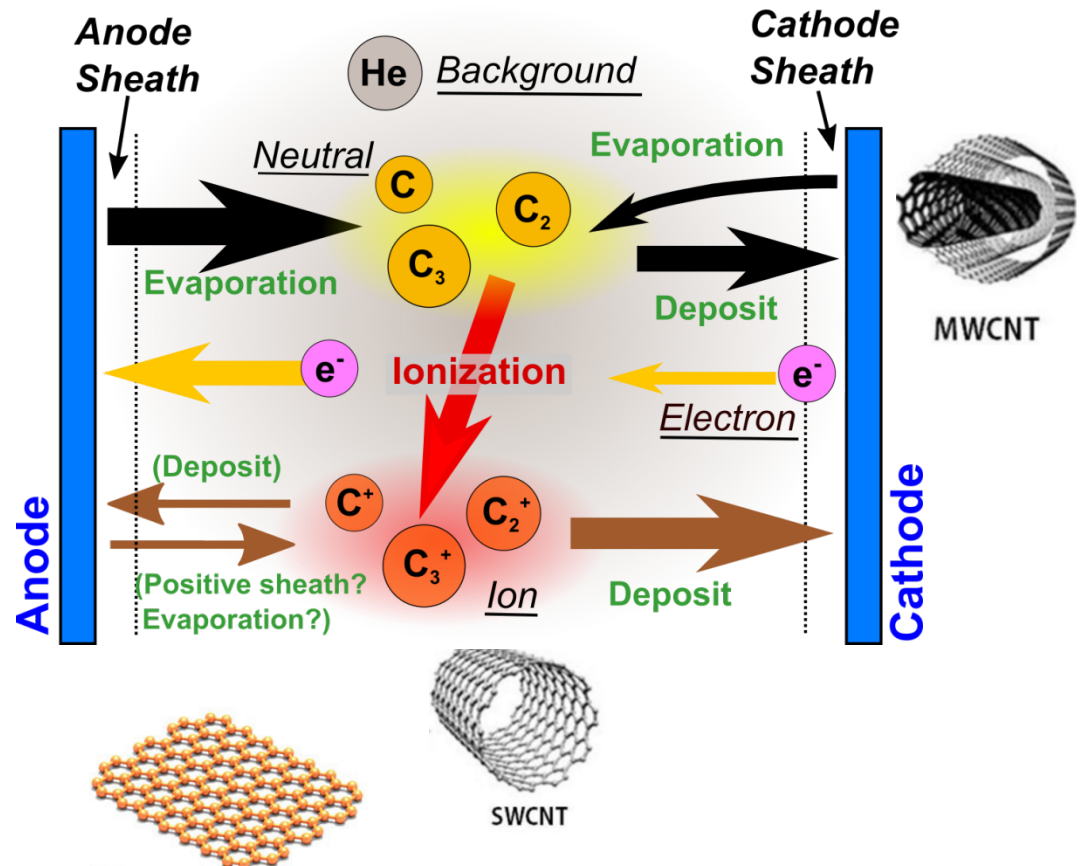 Anode
Sheath
He
Background
Cathode
Sheath
Neutral
Evaporation
C
C₂
C₃
Evaporation
Deposit
MWCNT
e⁻
Ionization
e⁻
Electron
(Deposit)
C⁺
C₂⁺
C₃⁺
(Positive sheath?
Evaporation?)
Ion
Deposit
Anode
Cathode
SWCNT